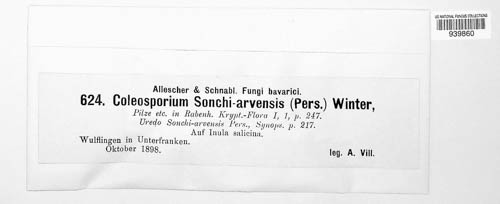 US NATIONAL FUNGUS COLLECTIONS
939860
Allescher & Schnabl. Fungi bavarici.
624. Coleosporium Sonchi-arvensis (Pers.) Winter,
Pilze etc. in Rabenh. Krypt.-Flora I, 1, p. 247.
Uredo Sonchi-arvensis Pers., Synops. p. 217.
Auf Inula salicina.
Wulflingen in Unterfranken.
Oktober 1898.
leg. A. Vill.